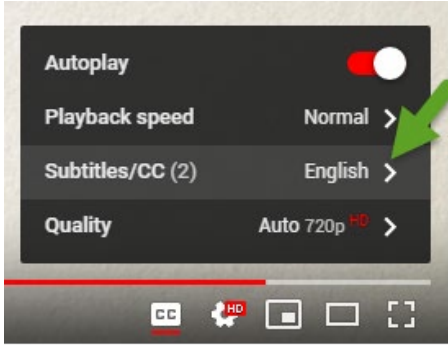 Autoplay
Playback speed Normal
Subtitles/CC (2) English
Quality Auto 720p HD
CC HD